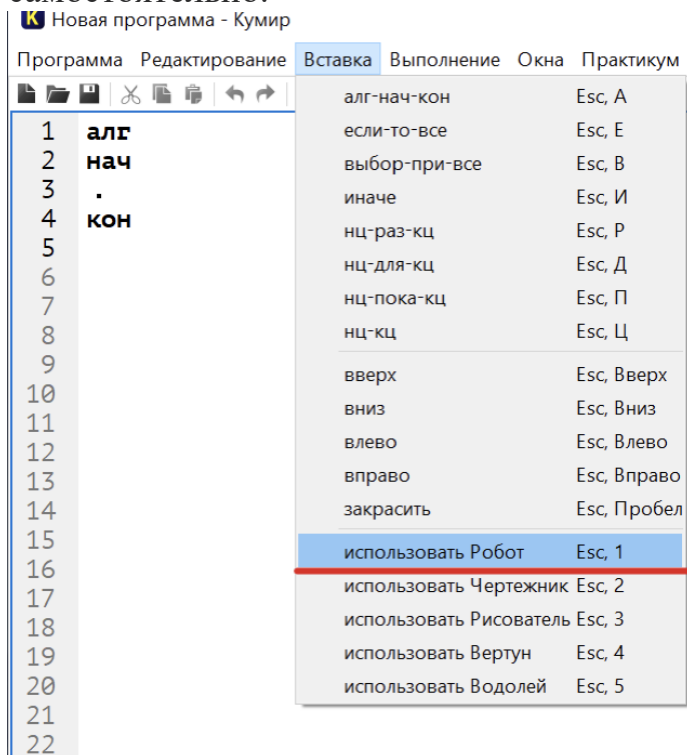 самостоятельно.
K Новая программа - Кумир
Программа Редактирование Вставка Выполнение Окна Практикум
1 алг
2 нач
3 .
4 кон
5
6
7
8
9
10
11
12
13
14
15
16
17
18
19
20
21
22
алг-нач-кон Esc, А
если-то-все Esc, Е
выбор-при-все Esc, В
иначе Esc, И
нц-раз-кц Esc, Р
нц-для-кц Esc, Д
нц-пока-кц Esc, П
нц-кц Esc, Ц
вверх Esc, Вверх
вниз Esc, Вниз
влево Esc, Влево
вправо Esc, Вправо
закрасить Esc, Пробел
использовать Робот Esc, 1
использовать Чертежник Esc, 2
использовать Рисователь Esc, 3
использовать Вертун Esc, 4
использовать Водолей Esc, 5